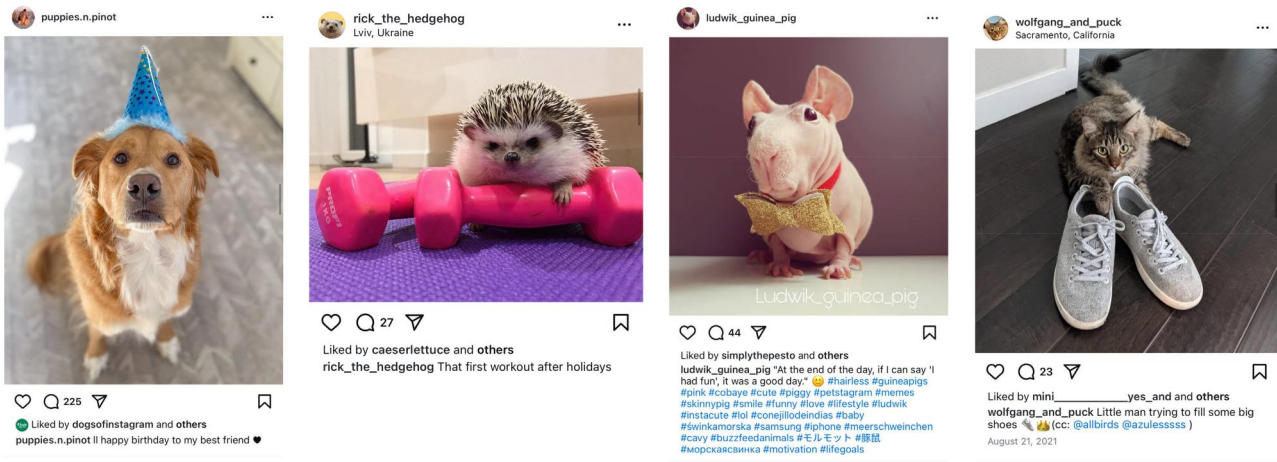 puppies.n.pinot
225
Liked by dogsofinstagram and others
puppies.n.pinot ll happy birthday to my best friend 🖤
rick_the_hedgehog
Lviv, Ukraine
27
Liked by caeserlettuce and others
rick_the_hedgehog That first workout after holidays
ludwik_guinea_pig
Ludwik_guinea_pig
44
Liked by simplythepesto and others
ludwik_guinea_pig "At the end of the day, if I can say 'I
had fun', it was a good day." 😀 #hairless #guineapigs
#pink #cobaye #cute #piggy #petstagram #memes
#skinnypig #smile #funny #love #lifestyle #ludwik
#instacute #lol #conejillodeindias #baby
#świnkamorska #samsung #iphone #meerschweinchen
#cavy #buzzfeedanimals #モルモット #豚鼠
#морскаясвинка #motivation #lifegoals
wolfgang_and_puck
Sacramento, California
23
Liked by mini____________yes_and and others
wolfgang_and_puck Little man trying to fill some big
shoes 👟👑(cc: @allbirds @azulesssss )
August 21, 2021